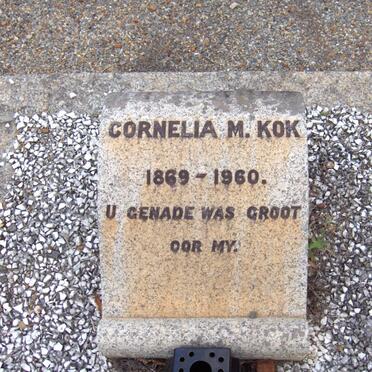 CORNELIA M. KOK
1869 - 1960.
U GENADE WAS GROOT
OOR MY.